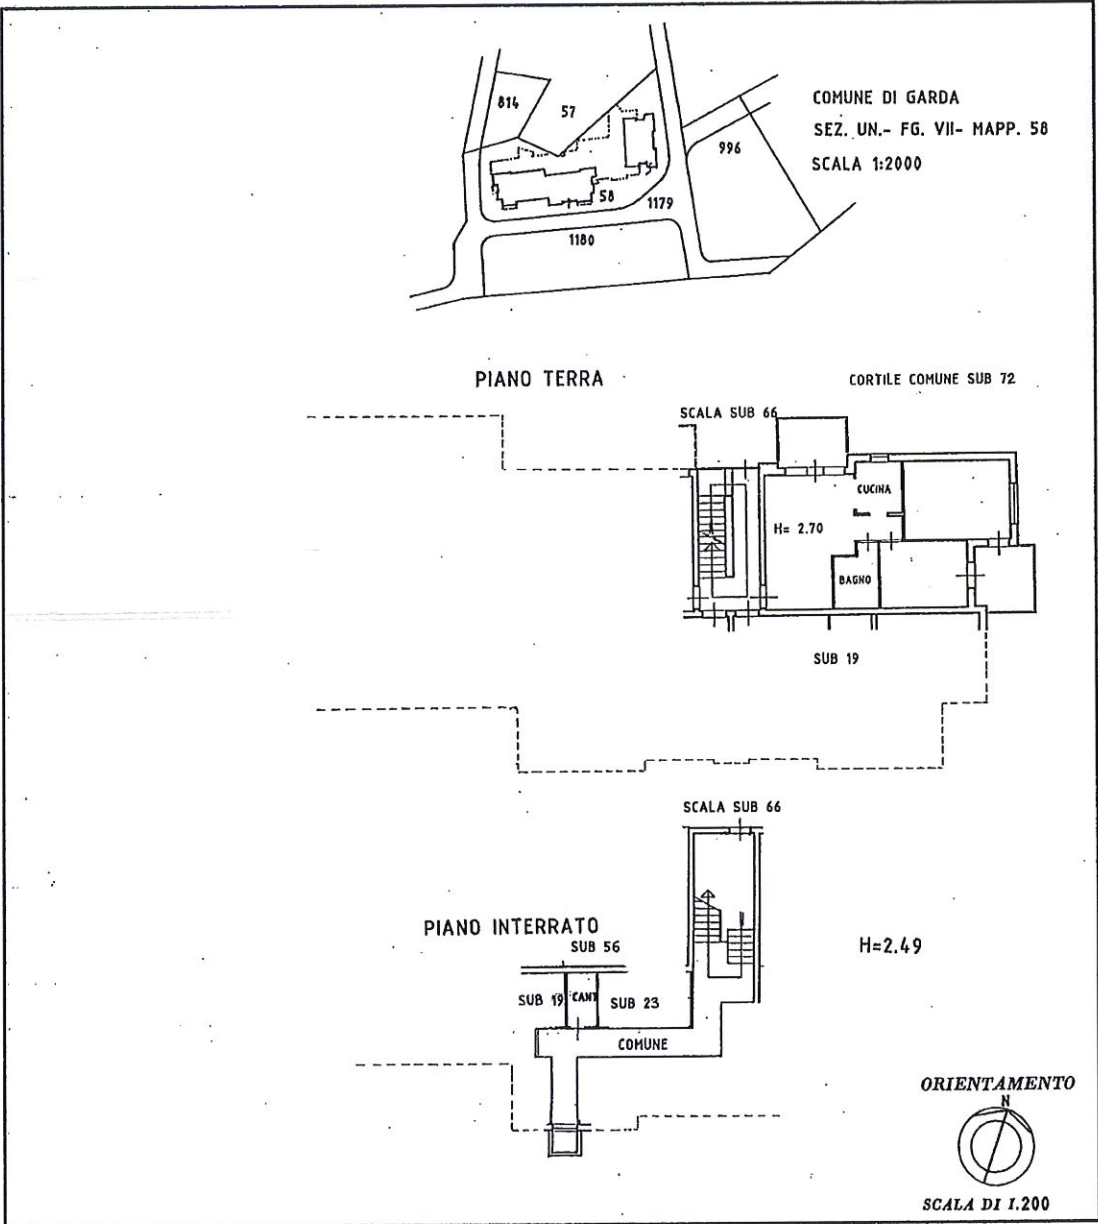 COMUNE DI GARDA
SEZ. UN.- FG. VII- MAPP. 58
SCALA 1:2000
814
57
996
58
1179
1180
PIANO TERRA
CORTILE COMUNE SUB 72
SCALA SUB 66
CUCINA
H= 2.70
BAGNO
SUB 19
SCALA SUB 66
PIANO INTERRATO
SUB 56
H=2.49
SUB 19
CANT
SUB 23
COMUNE
ORIENTAMENTO
N
SCALA DI 1.200